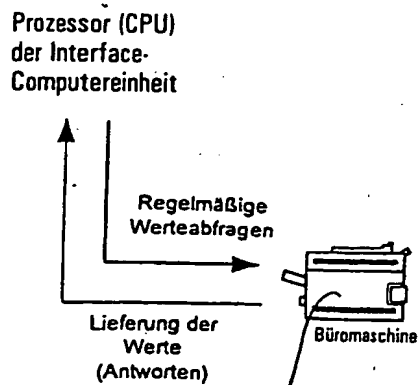 Prozessor (CPU)
der Interface-
Computereinheit
Regelmäßige
Werteabfragen
Büromaschine
Lieferung der
Werte
(Antworten)